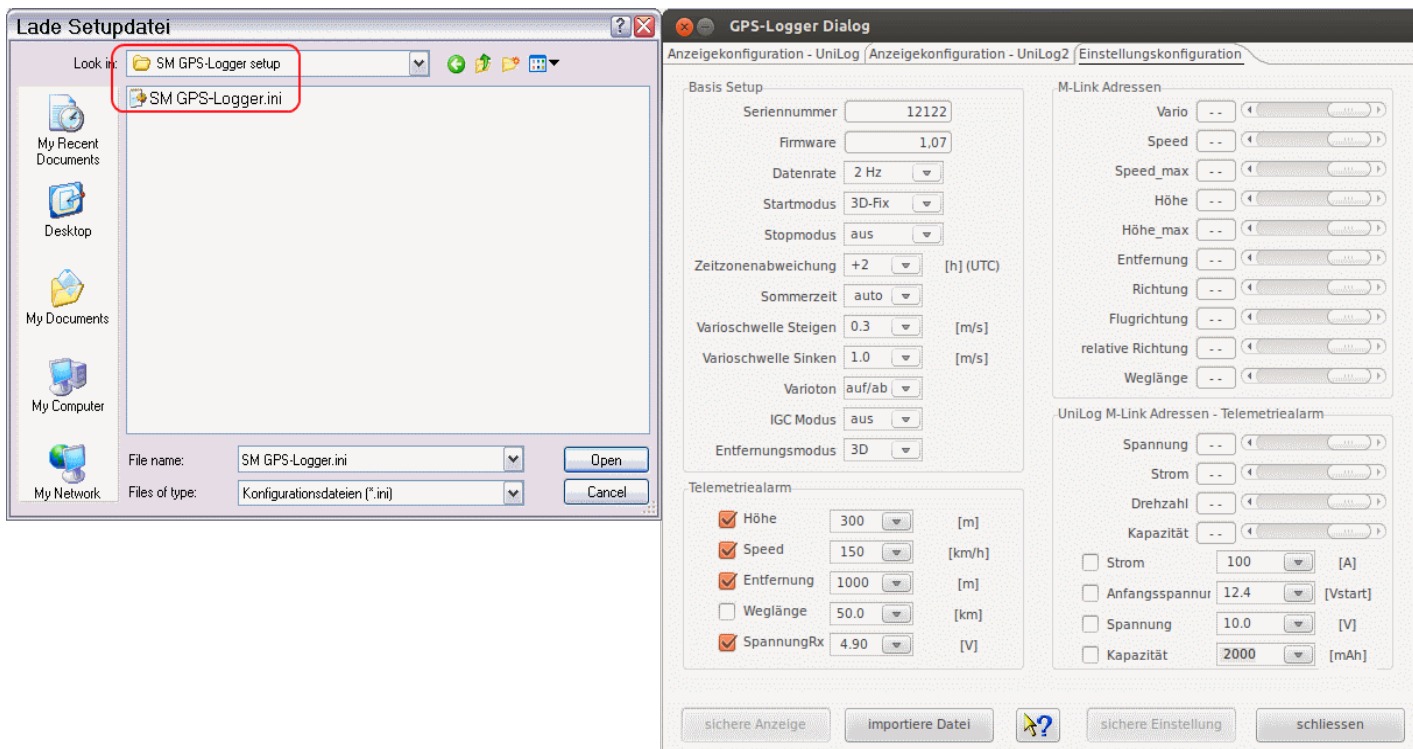 Lade Setupdatei
Look in:
SM GPS-Logger setup
SM GPS-Logger.ini
My Recent
Documents
Desktop
My Documents
My Computer
My Network
File name:
SM GPS-Logger.ini
Open
Files of type:
Konfigurationsdateien (*.ini)
Cancel
GPS-Logger Dialog
Anzeigekonfiguration - UniLog
Anzeigekonfiguration - UniLog2
Einstellungskonfiguration
Basis Setup
Seriennummer 12122
Firmware 1,07
Datenrate 2 Hz
Startmodus 3D-Fix
Stopmodus aus
Zeitzonenabweichung +2 [h] (UTC)
Sommerzeit auto
Varioschwelle Steigen 0.3 [m/s]
Varioschwelle Sinken 1.0 [m/s]
Varioton auf/ab
IGC Modus aus
Entfernungsmodus 3D
Telemetriealarm
Höhe 300 [m]
Speed 150 [km/h]
Entfernung 1000 [m]
Weglänge 50.0 [km]
SpannungRx 4.90 [V]
M-Link Adressen
Vario - -
Speed - -
Speed_max - -
Höhe - -
Höhe_max - -
Entfernung - -
Richtung - -
Flugrichtung - -
relative Richtung - -
Weglänge - -
UniLog M-Link Adressen - Telemetriealarm
Spannung - -
Strom - -
Drehzahl - -
Kapazität - -
Strom 100 [A]
Anfangsspannur 12.4 [Vstart]
Spannung 10.0 [V]
Kapazität 2000 [mAh]
sichere Anzeige
importiere Datei
sichere Einstellung
schliessen